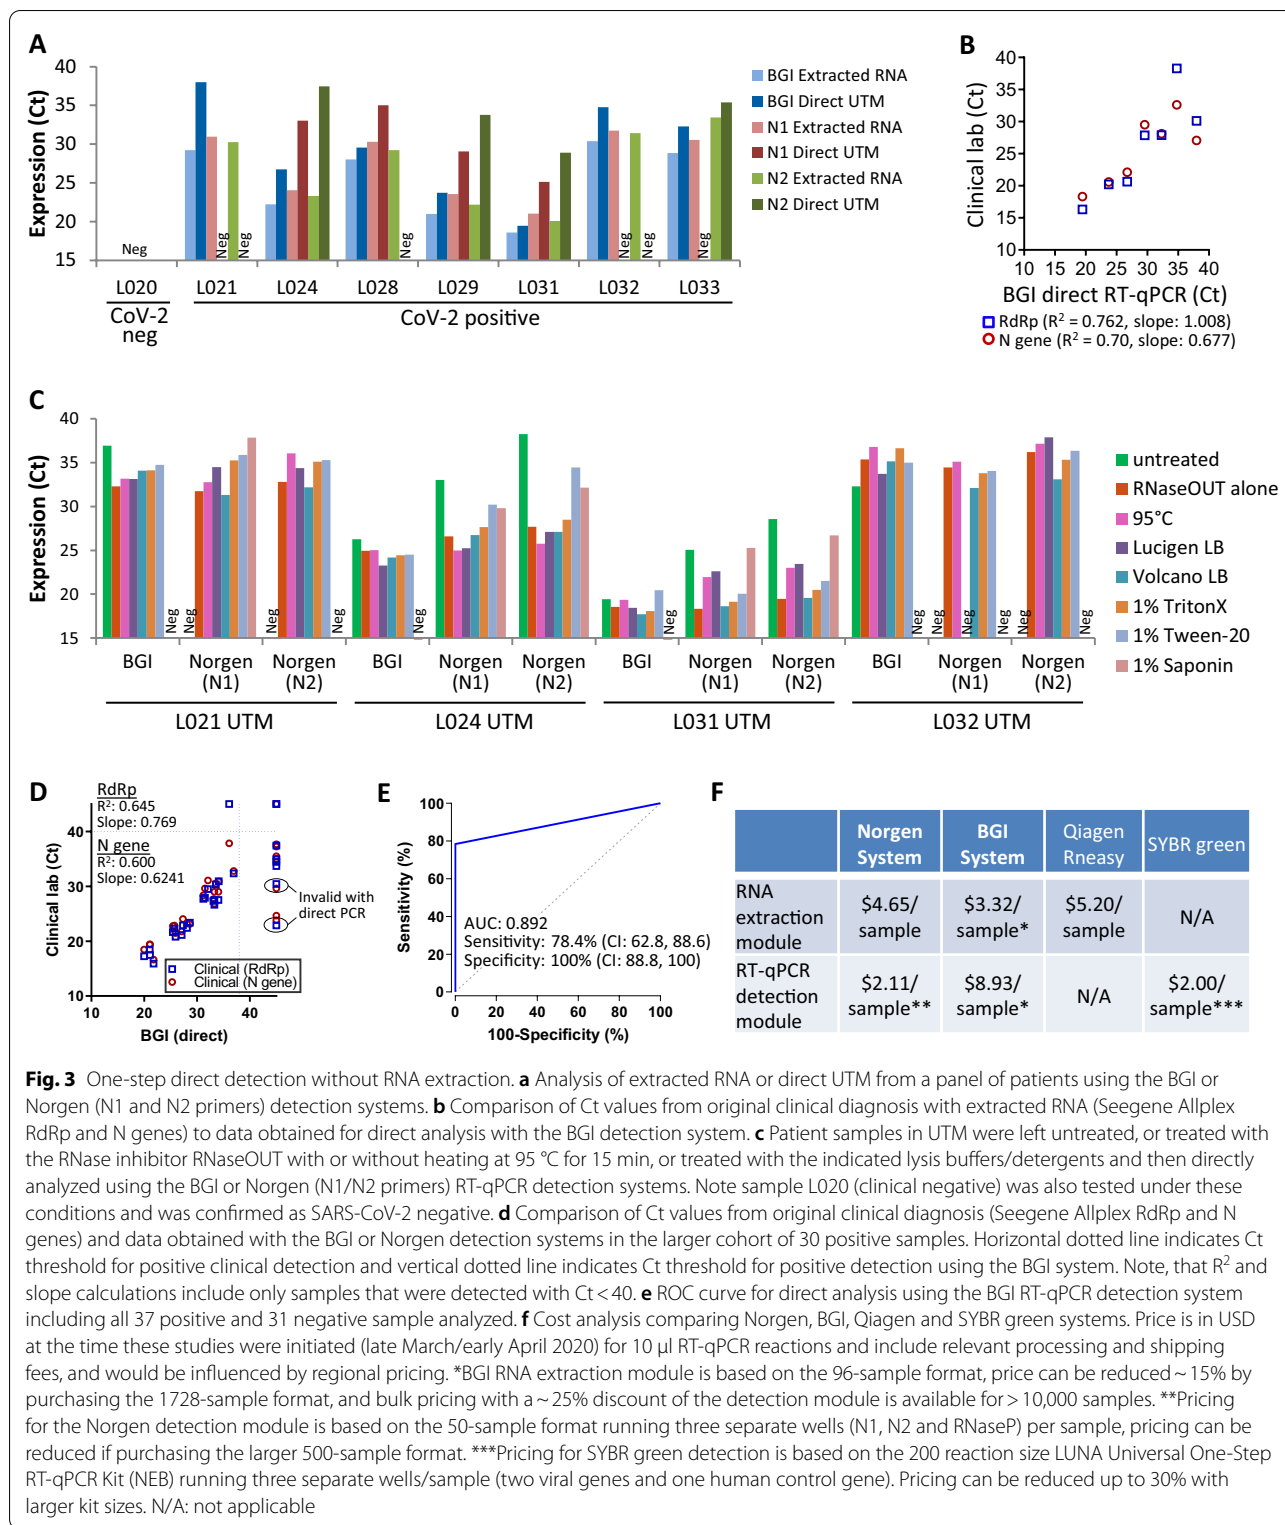 A
Expression (Ct)
40
35
30
25
20
15
Neg
Neg
Neg
Neg
Neg
Neg
Neg
L020
L021
L024
L028
L029
L031
L032
L033
CoV-2
neg
CoV-2 positive
BGI Extracted RNA
BGI Direct UTM
N1 Extracted RNA
N1 Direct UTM
N2 Extracted RNA
N2 Direct UTM
B
Clinical lab (Ct)
40
35
30
25
20
15
10
10 15 20 25 30 35 40
BGI direct RT-qPCR (Ct)
RdRp (R² = 0.762, slope: 1.008)
N gene (R² = 0.70, slope: 0.677)
C
Expression (Ct)
40
35
30
25
20
15
Neg
Neg
Neg
Neg
Neg
Neg
Neg
Neg
Neg
Neg
Neg
Neg
BGI
Norgen
(N1)
Norgen
(N2)
BGI
Norgen
(N1)
Norgen
(N2)
BGI
Norgen
(N1)
Norgen
(N2)
BGI
Norgen
(N1)
Norgen
(N2)
L021 UTM
L024 UTM
L031 UTM
L032 UTM
untreated
RNaseOUT alone
95°C
Lucigen LB
Volcano LB
1% TritonX
1% Tween-20
1% Saponin
D
RdRp
R²: 0.645
Slope: 0.769
N gene
R²: 0.600
Slope: 0.6241
Clinical lab (Ct)
40
30
20
10
Invalid with
direct PCR
Clinical (RdRp)
Clinical (N gene)
10 20 30 40
BGI (direct)
E
Sensitivity (%)
100
80
60
40
20
0
AUC: 0.892
Sensitivity: 78.4% (CI: 62.8, 88.6)
Specificity: 100% (CI: 88.8, 100)
0 20 40 60 80 100
100-Specificity (%)
F
Norgen
System
BGI
System
Qiagen
Rneasy
SYBR green
RNA
extraction
module
$4.65/
sample
$3.32/
sample*
$5.20/
sample
N/A
RT-qPCR
detection
module
$2.11/
sample**
$8.93/
sample*
N/A
$2.00/
sample***
Fig. 3 One-step direct detection without RNA extraction. a Analysis of extracted RNA or direct UTM from a panel of patients using the BGI or
Norgen (N1 and N2 primers) detection systems. b Comparison of Ct values from original clinical diagnosis with extracted RNA (Seegene Allplex
RdRp and N genes) to data obtained for direct analysis with the BGI detection system. c Patient samples in UTM were left untreated, or treated with
the RNase inhibitor RNaseOUT with or without heating at 95 °C for 15 min, or treated with the indicated lysis buffers/detergents and then directly
analyzed using the BGI or Norgen (N1/N2 primers) RT-qPCR detection systems. Note sample L020 (clinical negative) was also tested under these
conditions and was confirmed as SARS-CoV-2 negative. d Comparison of Ct values from original clinical diagnosis (Seegene Allplex RdRp and N
genes) and data obtained with the BGI or Norgen detection systems in the larger cohort of 30 positive samples. Horizontal dotted line indicates Ct
threshold for positive clinical detection and vertical dotted line indicates Ct threshold for positive detection using the BGI system. Note, that R² and
slope calculations include only samples that were detected with Ct < 40. e ROC curve for direct analysis using the BGI RT-qPCR detection system
including all 37 positive and 31 negative sample analyzed. f Cost analysis comparing Norgen, BGI, Qiagen and SYBR green systems. Price is in USD
at the time these studies were initiated (late March/early April 2020) for 10 µl RT-qPCR reactions and include relevant processing and shipping
fees, and would be influenced by regional pricing. *BGI RNA extraction module is based on the 96-sample format, price can be reduced ~ 15% by
purchasing the 1728-sample format, and bulk pricing with a ~ 25% discount of the detection module is available for > 10,000 samples. **Pricing
for the Norgen detection module is based on the 50-sample format running three separate wells (N1, N2 and RNaseP) per sample, pricing can be
reduced if purchasing the larger 500-sample format. ***Pricing for SYBR green detection is based on the 200 reaction size LUNA Universal One-Step
RT-qPCR Kit (NEB) running three separate wells/sample (two viral genes and one human control gene). Pricing can be reduced up to 30% with
larger kit sizes. N/A: not applicable